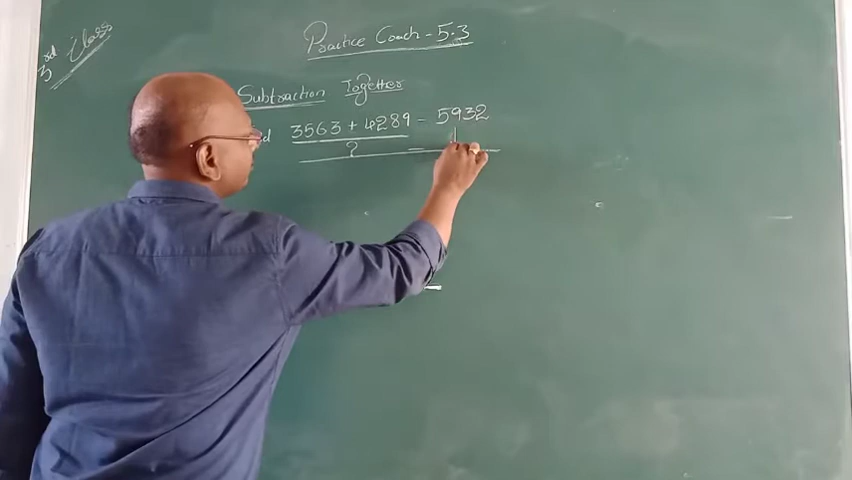 3rd Class
Practice Coach - 5.3
Subtraction Together
3563 + 4289 - 5932
?